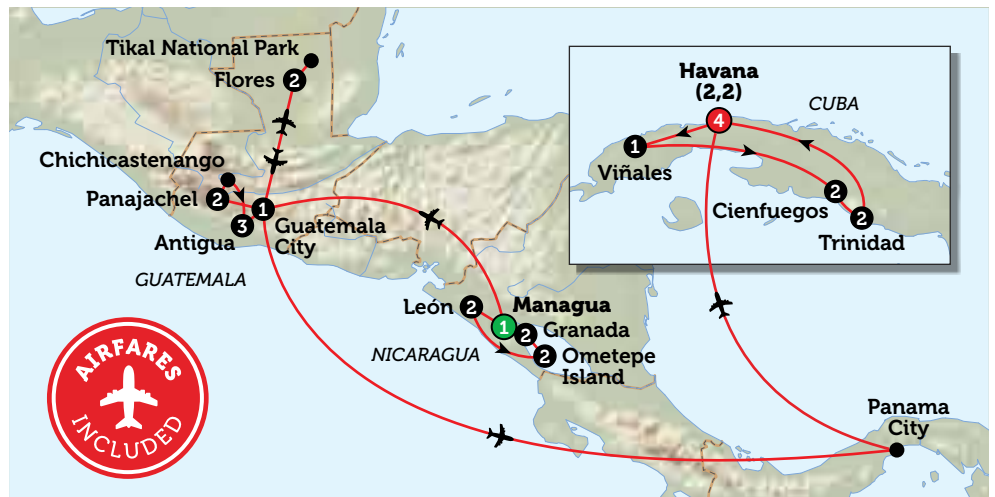 Tikal National Park
Flores
2
Chichicastenango
Panajachel
2
1
Antigua
3
Guatemala
City
GUATEMALA
Havana
(2,2)
4
CUBA
1
Viñales
2
Cienfuegos
2
Trinidad
León
2
Managua
1
2
Granada
NICARAGUA
2
Ometepe
Island
Panama
City
AIRFARES
INCLUDED